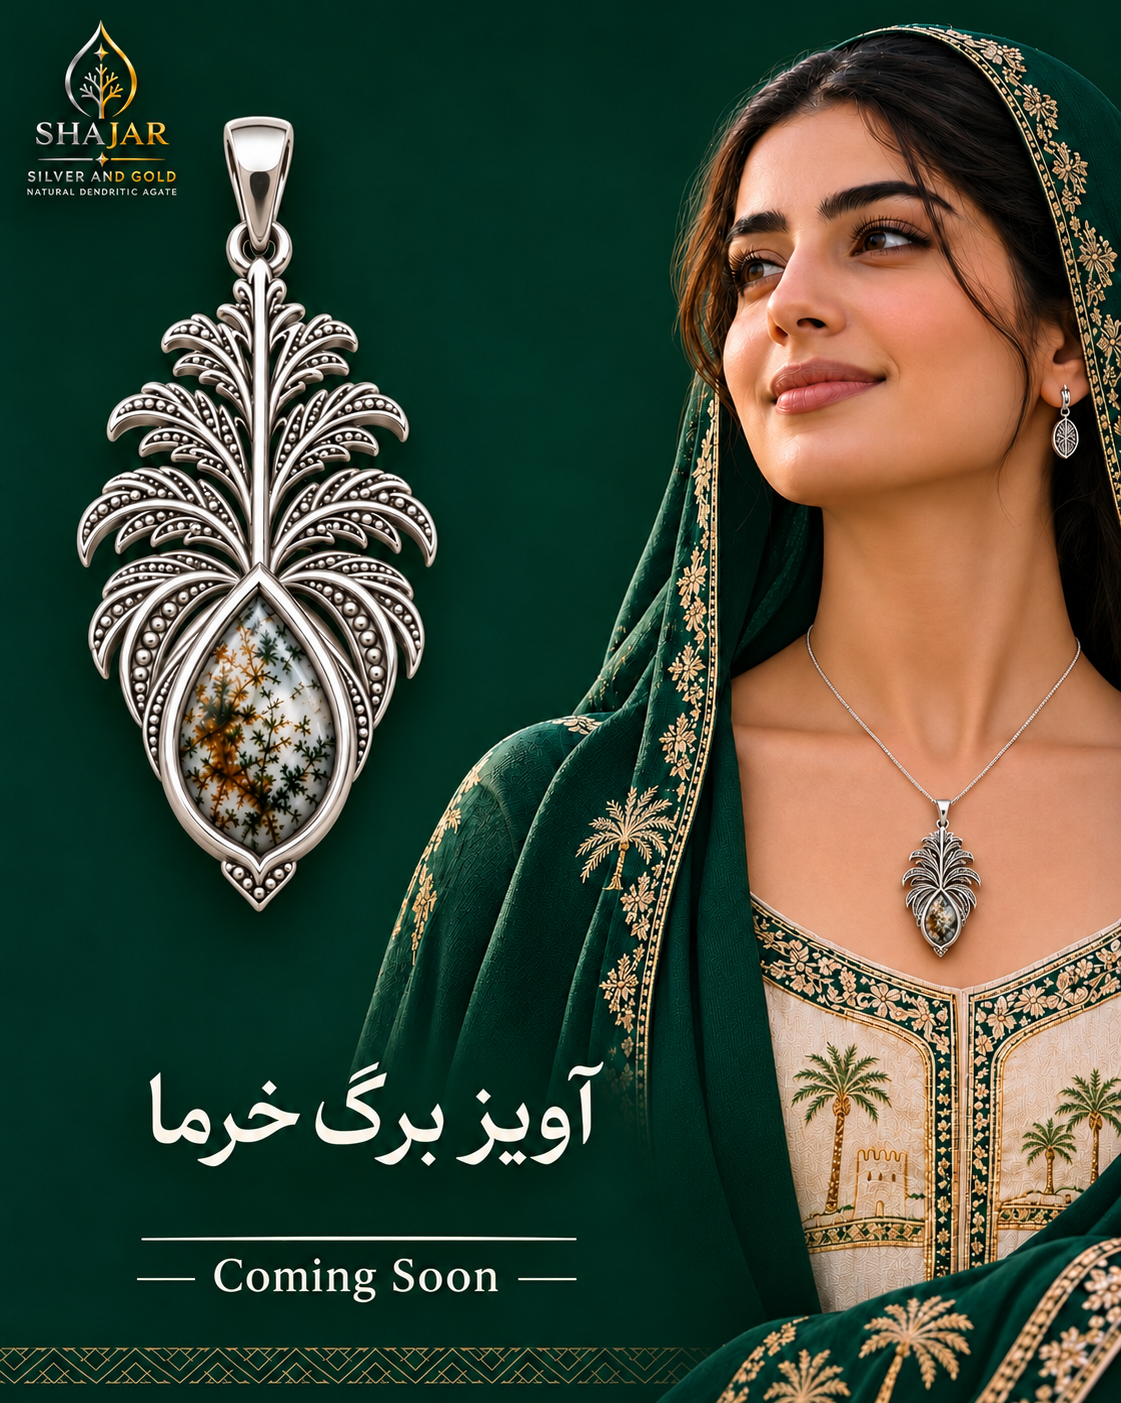 SHAJAR
SILVER AND GOLD
NATURAL DENDRITIC AGATE
آویز برگ خرما
Coming Soon